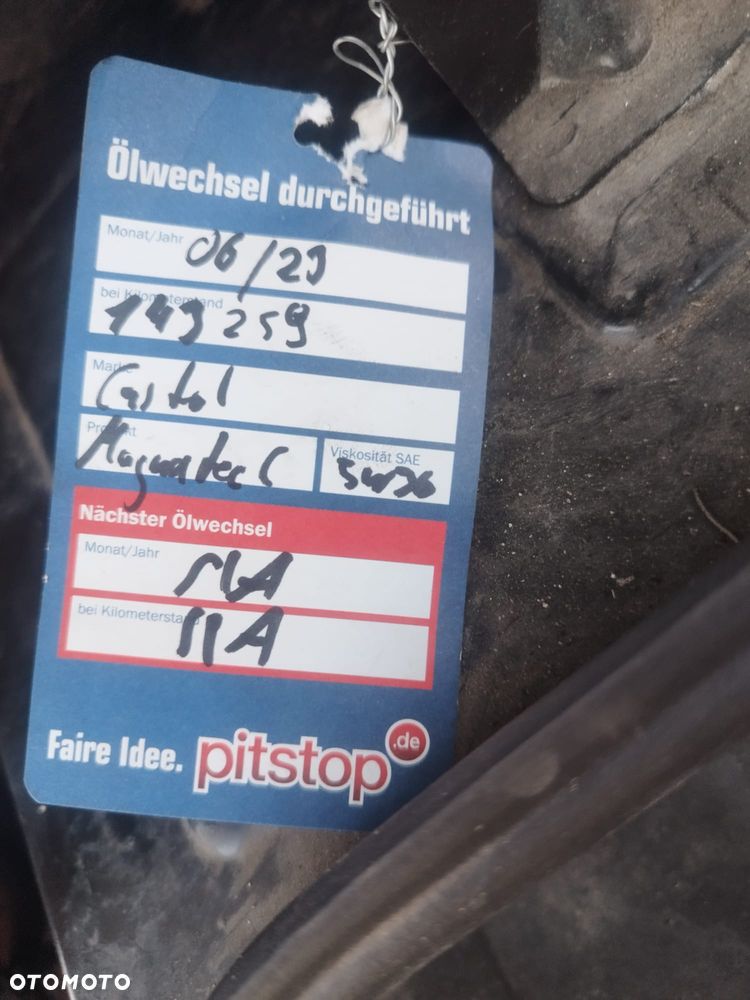 Ölwechsel durchgeführt
Monat/Jahr 06/23
bei Kilometerstand
149259
Marke
Castrol
Produkt Viskosität SAE
Magnatec C 5w30
Nächster Ölwechsel
Monat/Jahr NA
bei Kilometerstand NA
Faire Idee. pitstop.de
OTOMOTO